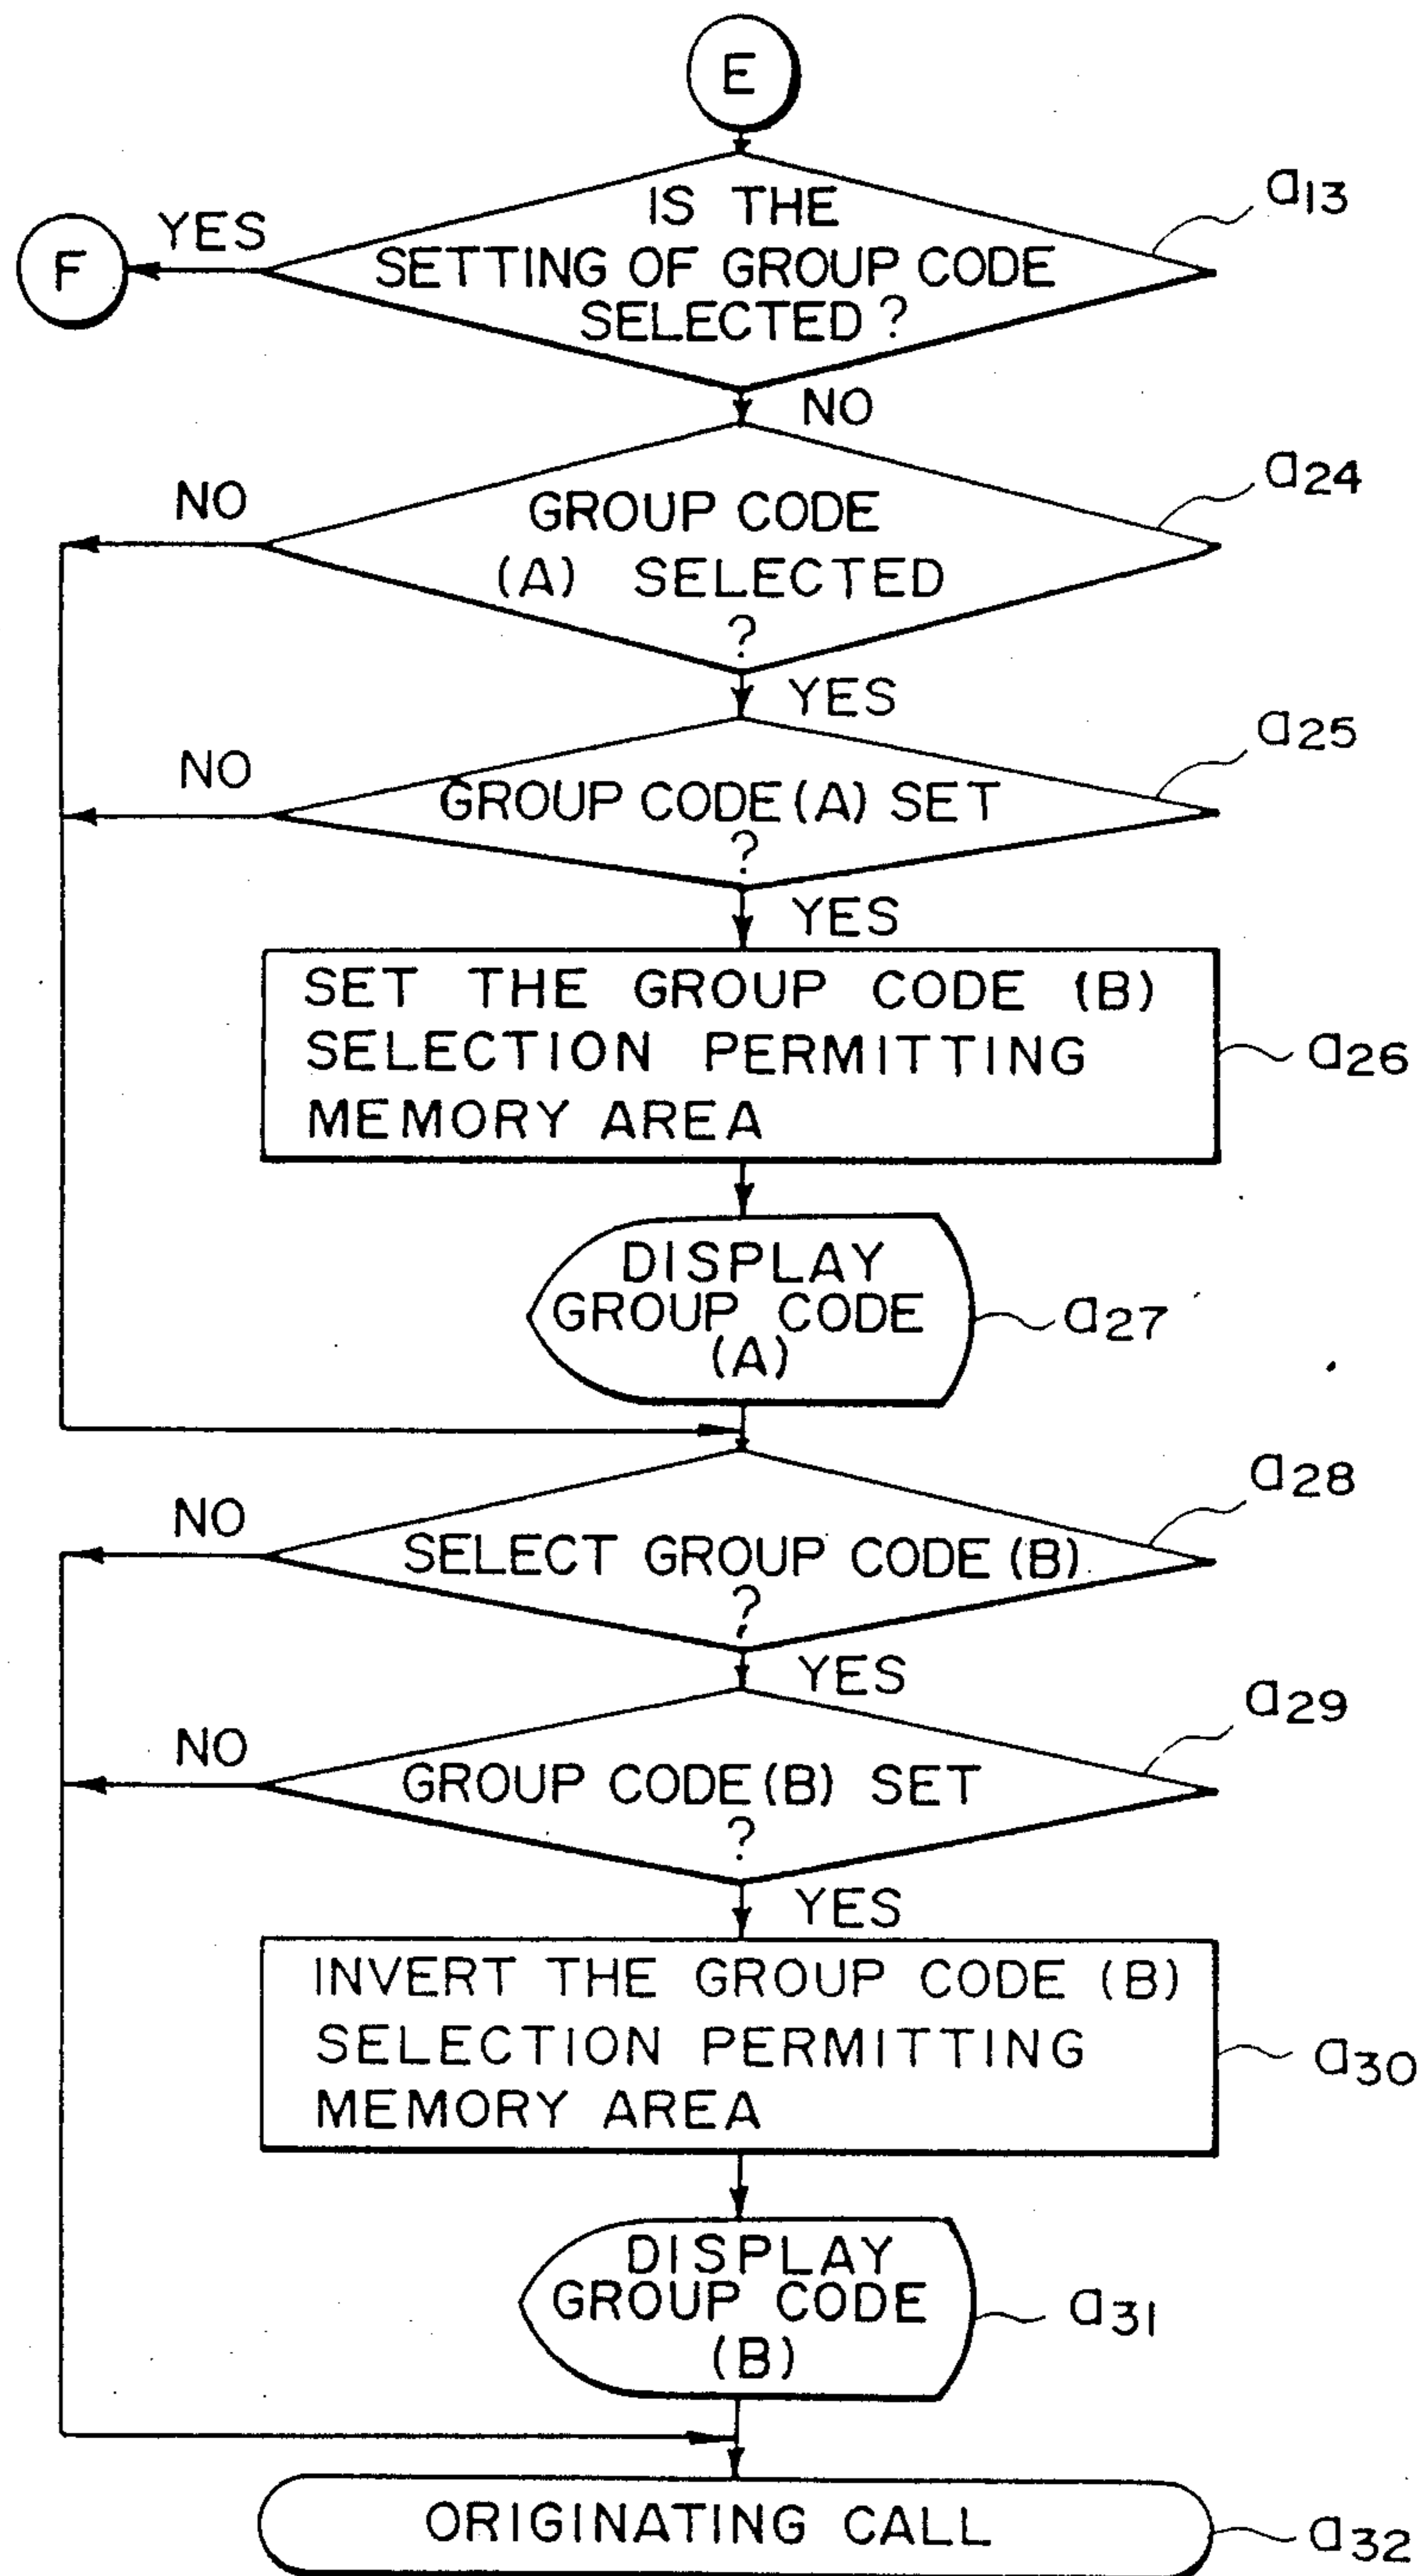 E
IS THE
a13
YES
F
SETTING OF GROUP CODE
SELECTED ?
NO
a24
NO
GROUP CODE
(A) SELECTED
?
YES
a25
NO
GROUP CODE (A) SET
?
YES
SET THE GROUP CODE (B)
SELECTION PERMITTING
MEMORY AREA
a26
DISPLAY
GROUP CODE
(A)
a27
a28
NO
SELECT GROUP CODE (B)
?
YES
a29
NO
GROUP CODE (B) SET
?
YES
INVERT THE GROUP CODE (B)
SELECTION PERMITTING
MEMORY AREA
a30
DISPLAY
GROUP CODE
(B)
a31
ORIGINATING CALL
a32